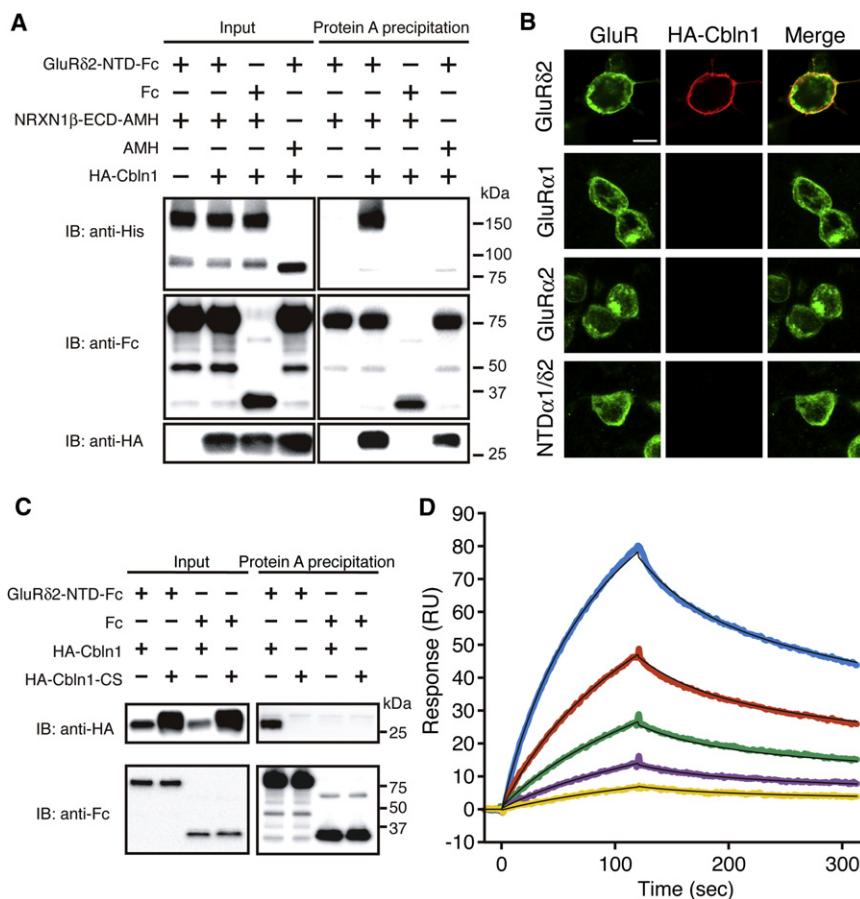 A
Input Protein A precipitation
GluRδ2-NTD-Fc + + − + + + − +
Fc − − + − − − + −
NRXN1β-ECD-AMH + + + − + + + −
AMH − − − + − − − +
HA-Cbln1 − + + + − + + +
kDa
IB: anti-His
150
100
75
IB: anti-Fc
75
50
37
IB: anti-HA
25
B
GluR HA-Cbln1 Merge
GluRδ2
GluRα1
GluRα2
NTDα1/δ2
C
Input Protein A precipitation
GluRδ2-NTD-Fc + + − − + + − −
Fc − − + + − − + +
HA-Cbln1 + − + − + − + −
HA-Cbln1-CS − + − + − + − +
kDa
IB: anti-HA
25
IB: anti-Fc
75
50
37
D
90
80
70
60
50
40
30
20
10
0
-10
Response (RU)
0 100 200 300
Time (sec)